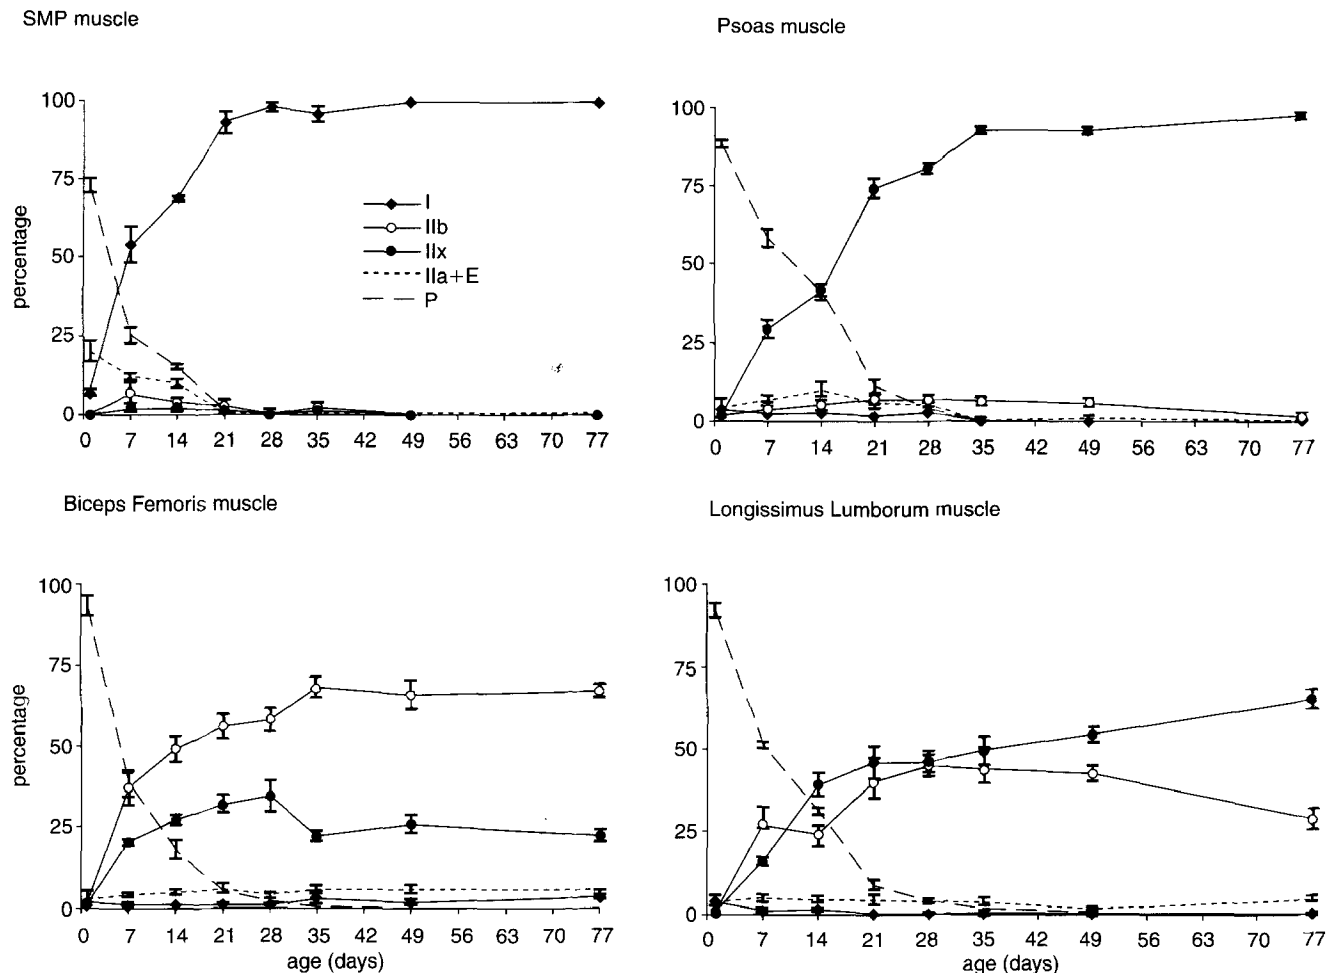 SMP muscle
Psoas muscle
100
75
50
25
0
percentage
I
IIb
IIx
IIa+E
P
0 7 14 21 28 35 42 49 56 63 70 77
100
75
50
25
0
0 7 14 21 28 35 42 49 56 63 70 77
Biceps Femoris muscle
Longissimus Lumborum muscle
100
75
50
25
0
percentage
0 7 14 21 28 35 42 49 56 63 70 77
age (days)
100
75
50
25
0
0 7 14 21 28 35 42 49 56 63 70 77
age (days)